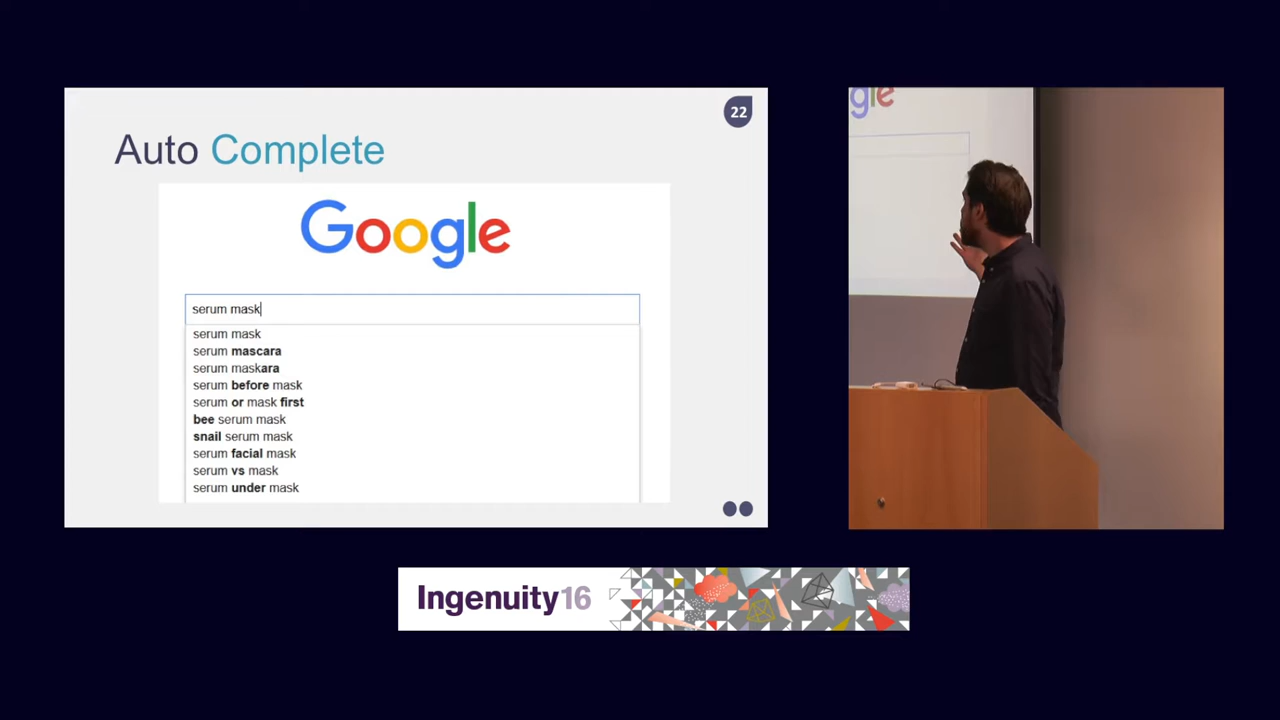 22
Auto Complete
Google
serum mask
serum mask
serum mascara
serum maskara
serum before mask
serum or mask first
bee serum mask
snail serum mask
serum facial mask
serum vs mask
serum under mask
gle
Ingenuity16